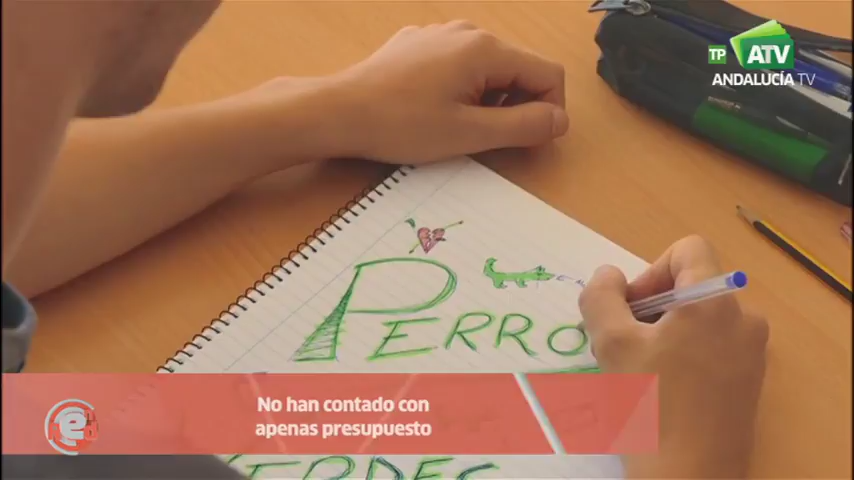 TP ATV
ANDALUCÍA TV
PERRO
No han contado con
apenas presupuesto